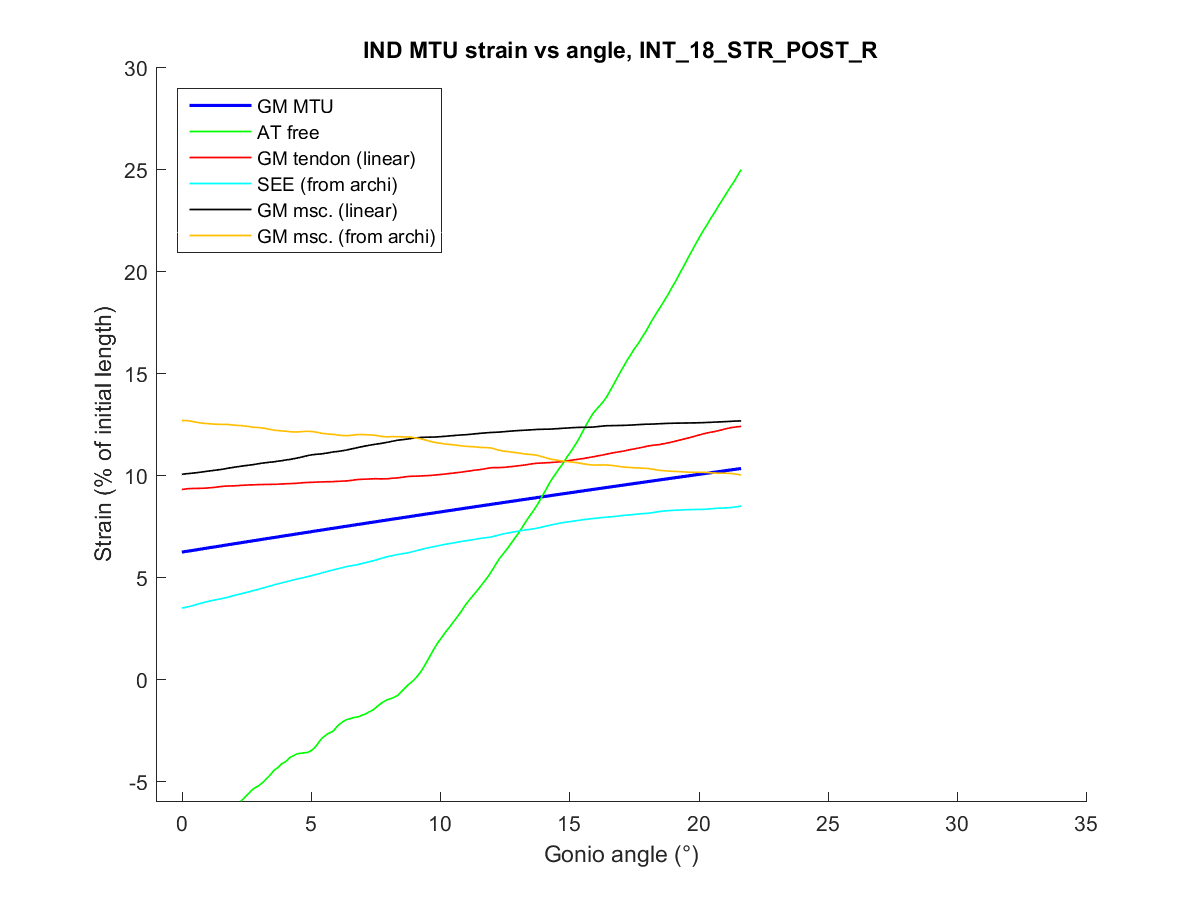 IND MTU strain vs angle, INT_18_STR_POST_R
30
25
20
15
10
5
0
-5
Strain (% of initial length)
GM MTU
AT free
GM tendon (linear)
SEE (from archi)
GM msc. (linear)
GM msc. (from archi)
0 5 10 15 20 25 30 35
Gonio angle (°)